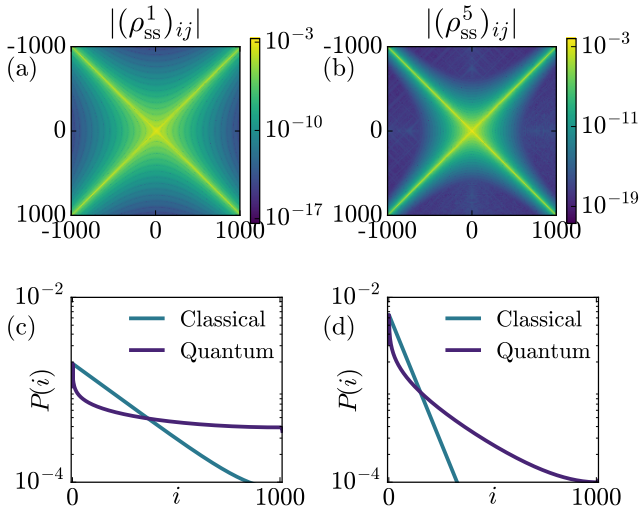 |(ρ¹ss)ij|
|(ρ⁵ss)ij|
(a)
-1000
0
1000
-1000 0 1000
10⁻³
10⁻¹⁰
10⁻¹⁷
(b)
-1000
0
1000
-1000 0 1000
10⁻³
10⁻¹¹
10⁻¹⁹
(c)
10⁻²
P(i)
10⁻⁴
Classical
Quantum
0 i 1000
(d)
10⁻²
P(i)
10⁻⁴
Classical
Quantum
0 i 1000